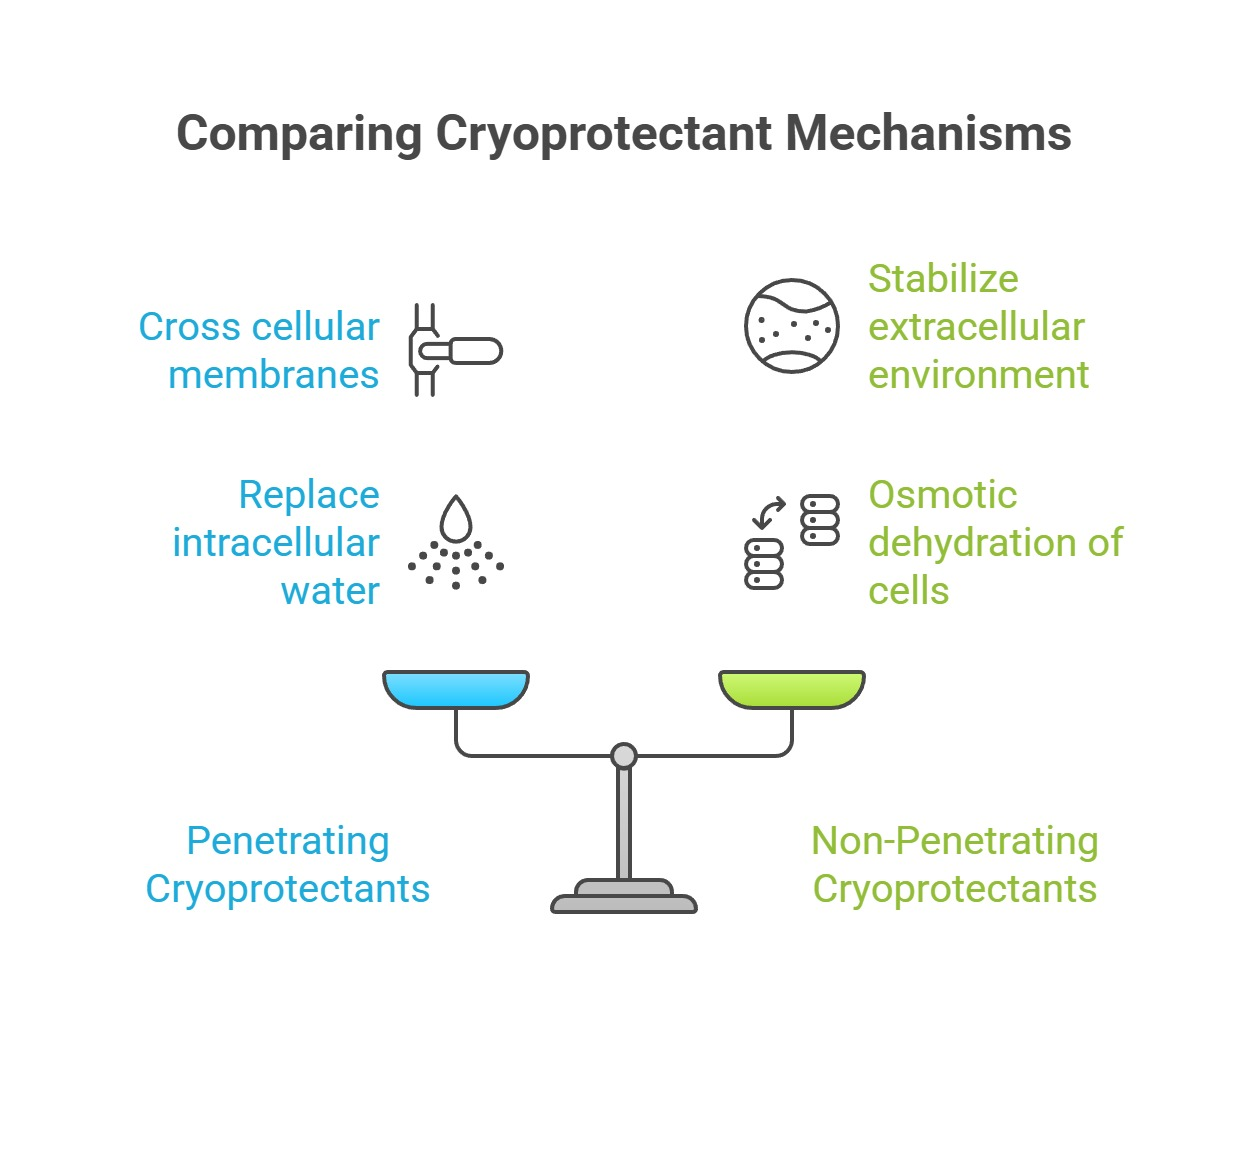 Comparing Cryoprotectant Mechanisms
Cross cellular
membranes
Stabilize
extracellular
environment
Replace
intracellular
water
Osmotic
dehydration of
cells
Penetrating
Cryoprotectants
Non-Penetrating
Cryoprotectants